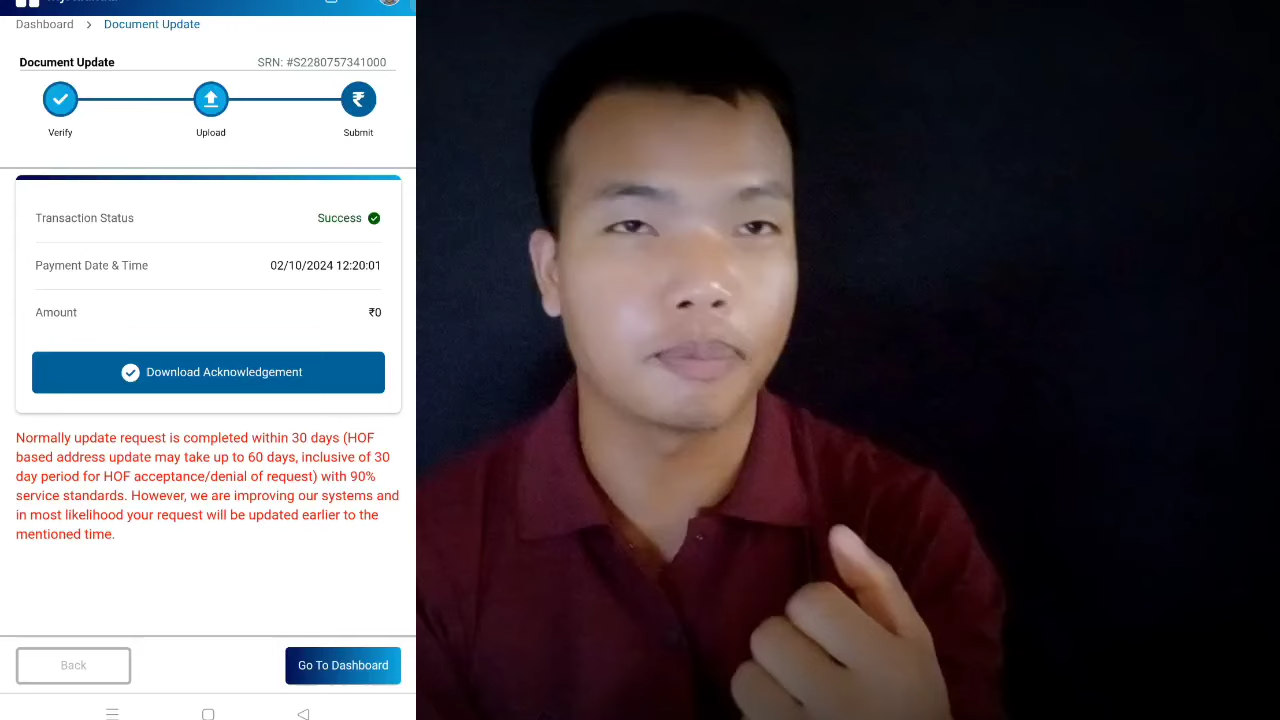 Dashboard > Document Update
Document Update SRN: #S2280757341000
Verify Upload Submit
Transaction Status Success
Payment Date & Time 02/10/2024 12:20:01
Amount ₹0
Download Acknowledgement
Normally update request is completed within 30 days (HOF
based address update may take up to 60 days, inclusive of 30
day period for HOF acceptance/denial of request) with 90%
service standards. However, we are improving our systems and
in most likelihood your request will be updated earlier to the
mentioned time.
Back Go To Dashboard